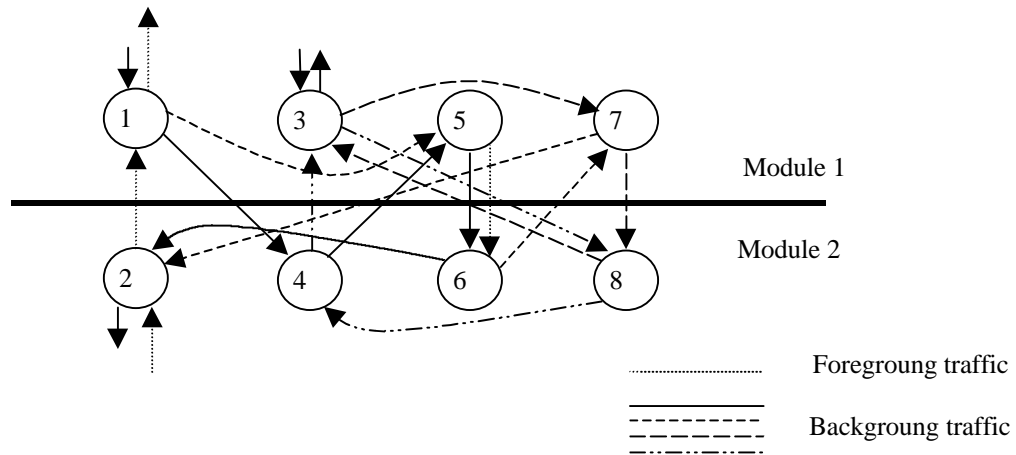 1 3 5 7
Module 1
Module 2
2 4 6 8
Foregroung traffic
Backgroung traffic